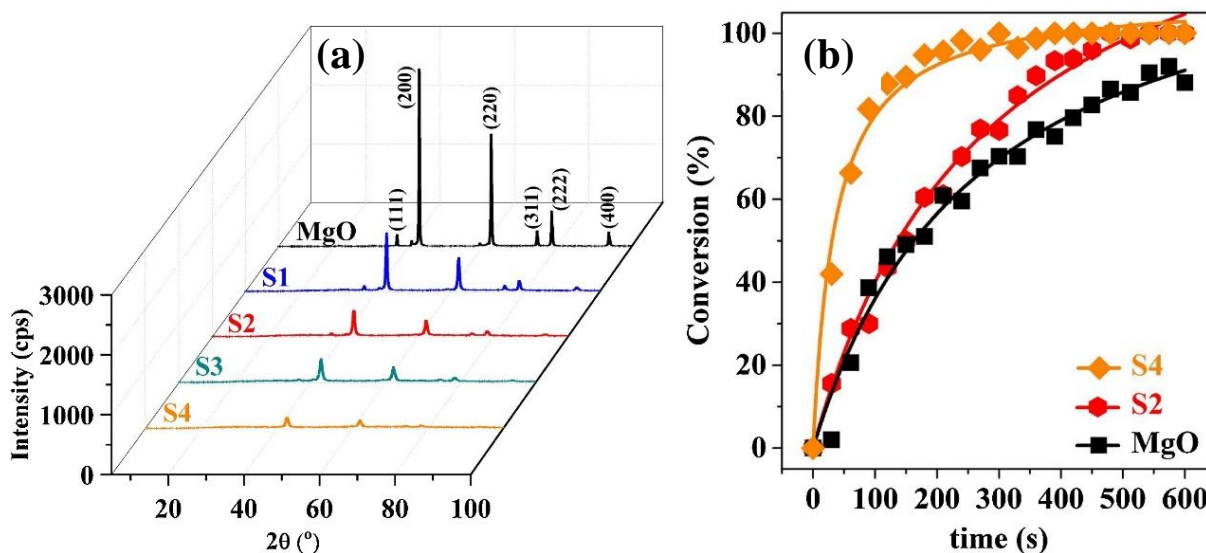 (a)
(200)
(220)
(111)
(311)
(222)
(400)
MgO
S1
S2
S3
S4
3000
2000
1000
0
Intensity (cps)
20
40
60
80
100
2θ (°)
(b)
100
80
60
40
20
0
Conversion (%)
S4
S2
MgO
0
100
200
300
400
500
600
time (s)